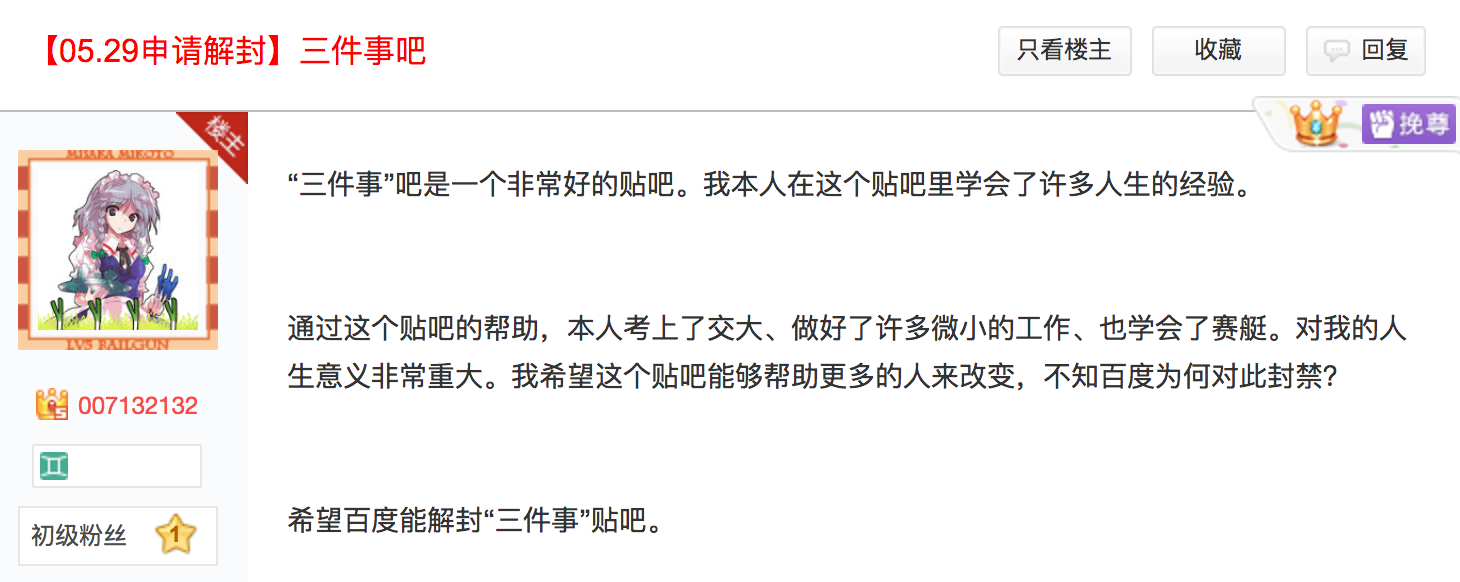 【05.29申请解封】三件事吧
只看楼主
收藏
回复
楼主
挽尊
MISAKA MIKOTO
LV5 RAILGUN
007132132
初级粉丝
1
“三件事”吧是一个非常好的贴吧。我本人在这个贴吧里学会了许多人生的经验。
通过这个贴吧的帮助，本人考上了交大、做好了许多微小的工作、也学会了赛艇。对我的人
生意义非常重大。我希望这个贴吧能够帮助更多的人来改变，不知百度为何对此封禁？
希望百度能解封“三件事”贴吧。